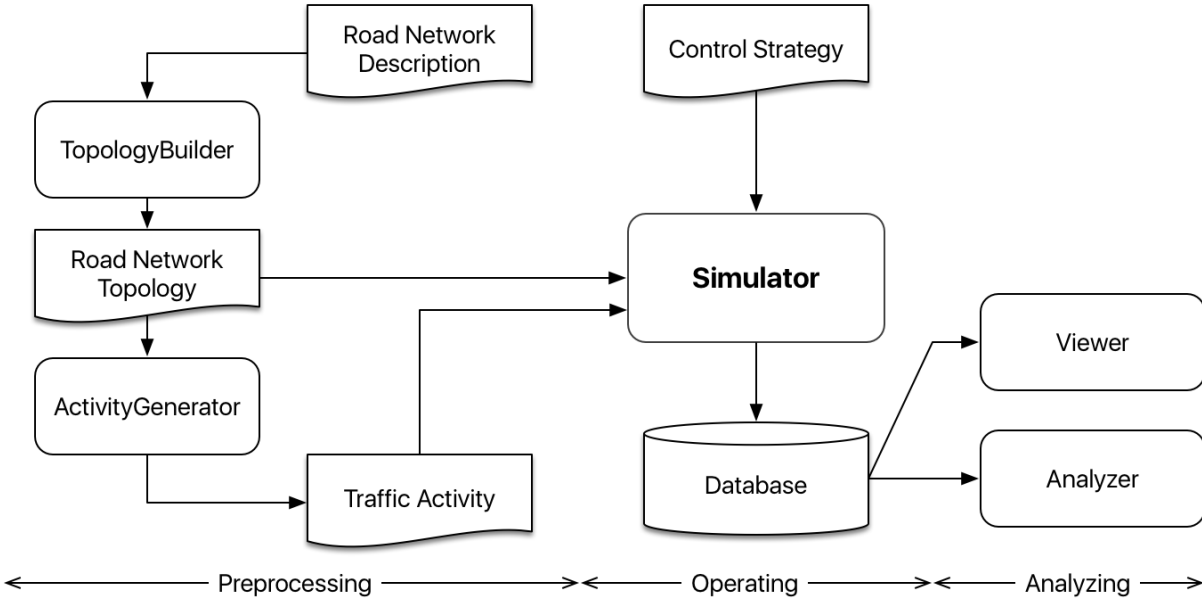 Road Network
Description
Control Strategy
TopologyBuilder
Road Network
Topology
Simulator
Viewer
ActivityGenerator
Traffic Activity
Database
Analyzer
Preprocessing
Operating
Analyzing